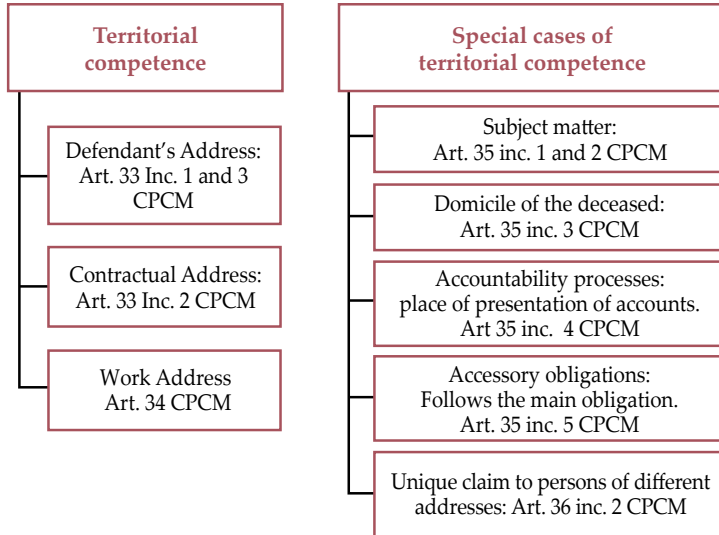 Territorial
competence
Defendant's Address:
Art. 33 Inc. 1 and 3
CPCM
Contractual Address:
Art. 33 Inc. 2 CPCM
Work Address
Art. 34 CPCM
Special cases of
territorial competence
Subject matter:
Art. 35 inc. 1 and 2 CPCM
Domicile of the deceased:
Art. 35 inc. 3 CPCM
Accountability processes:
place of presentation of accounts.
Art 35 inc. 4 CPCM
Accessory obligations:
Follows the main obligation.
Art. 35 inc. 5 CPCM
Unique claim to persons of different
addresses: Art. 36 inc. 2 CPCM